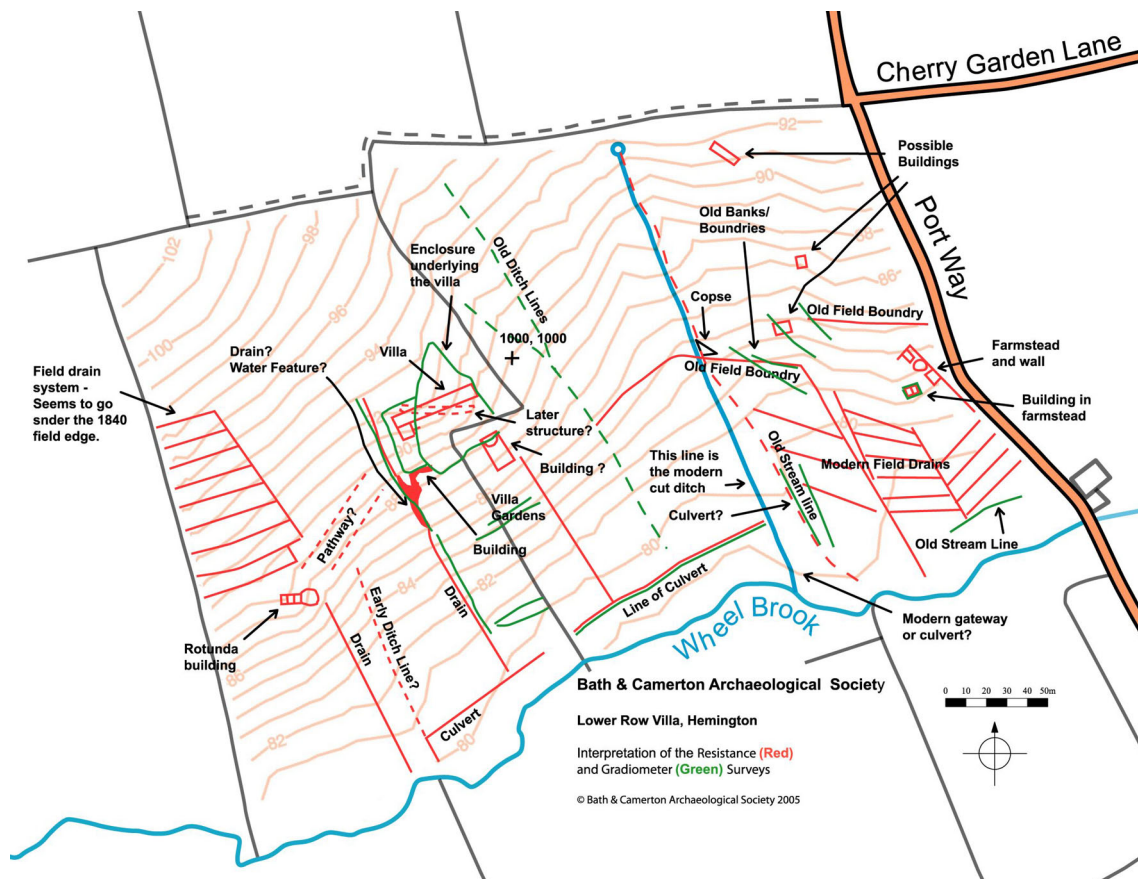 Cherry Garden Lane
Port Way
Possible
Buildings
92
90
88
86
Old Banks/
Boundries
Copse
Old Field Boundry
Old Field Boundry
Farmstead
and wall
Building in
farmstead
102
98
96
94
100
Enclosure
underlying
the villa
Old Ditch Lines
1000, 1000
Drain?
Water Feature?
Villa
Later
structure?
Building ?
Field drain
system -
Seems to go
snder the 1840
field edge.
This line is
the modern
cut ditch
Culvert?
Old Stream line
Modern Field Drains
80
Old Stream Line
Villa
Gardens
Building
Pathway?
80
82
84
Early Ditch Line?
Drain
Drain
Line of Culvert
Wheel Brook
Modern gateway
or culvert?
Rotunda
building
86
82
80
Culvert
Bath & Camerton Archaeological Society
Lower Row Villa, Hemington
Interpretation of the Resistance (Red)
and Gradiometer (Green) Surveys
© Bath & Camerton Archaeological Society 2005
0 10 20 30 40 50m